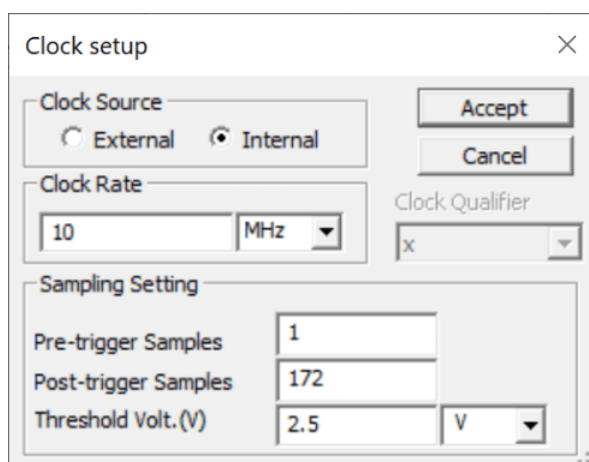 Clock setup
Clock Source
External Internal
Accept
Cancel
Clock Rate
10 MHz
Clock Qualifier
x
Sampling Setting
Pre-trigger Samples 1
Post-trigger Samples 172
Threshold Volt.(V) 2.5 V